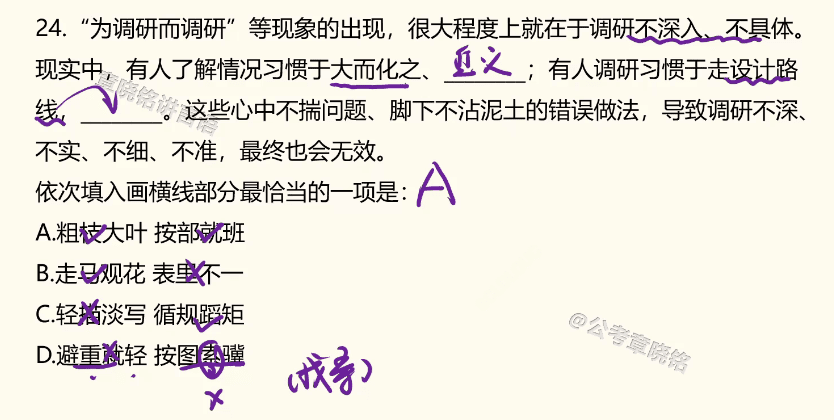 24.“为调研而调研”等现象的出现，很大程度上就在于调研不深入、不具体。
现实中，有人了解情况习惯于大而化之、________；有人调研习惯于走设计路
近义
线，________。这些心中不揣问题、脚下不沾泥土的错误做法，导致调研不深、
章晓铭讲言语
不实、不细、不准，最终也会无效。
依次填入画横线部分最恰当的一项是：A
A.粗枝大叶 按部就班
B.走马观花 表里不一
C.轻描淡写 循规蹈矩
@公考章晓铭
D.避重就轻 按图索骥